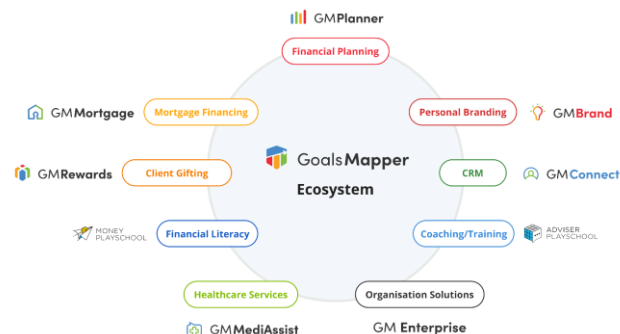 GMPlanner
Financial Planning
GMMortgage
Mortgage Financing
Personal Branding
GMBrand
GoalsMapper
Ecosystem
GMRewards
Client Gifting
CRM
GMConnect
MONEY
PLAYSCHOOL
Financial Literacy
Coaching/Training
ADVISER
PLAYSCHOOL
Healthcare Services
Organisation Solutions
GMMediAssist
GM Enterprise